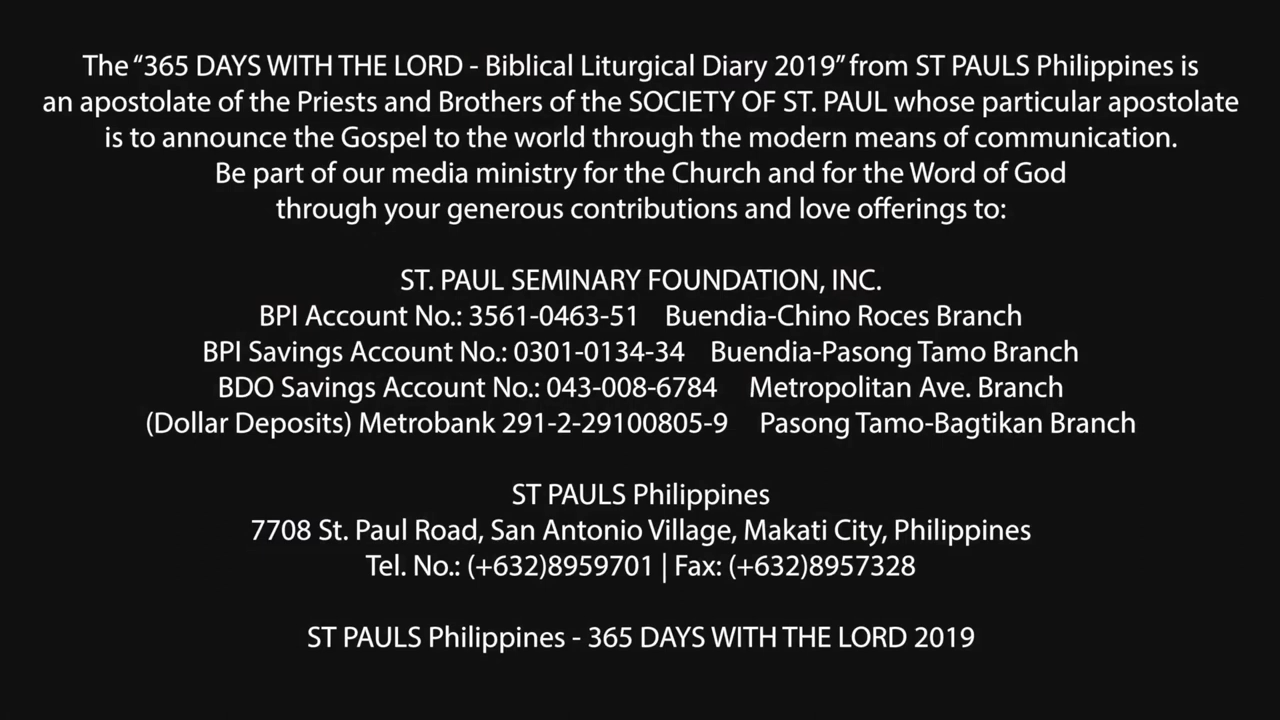 The “365 DAYS WITH THE LORD - Biblical Liturgical Diary 2019” from ST PAULS Philippines is
an apostolate of the Priests and Brothers of the SOCIETY OF ST. PAUL whose particular apostolate
is to announce the Gospel to the world through the modern means of communication.
Be part of our media ministry for the Church and for the Word of God
through your generous contributions and love offerings to:
ST. PAUL SEMINARY FOUNDATION, INC.
BPI Account No.: 3561-0463-51 Buendia-Chino Roces Branch
BPI Savings Account No.: 0301-0134-34 Buendia-Pasong Tamo Branch
BDO Savings Account No.: 043-008-6784 Metropolitan Ave. Branch
(Dollar Deposits) Metrobank 291-2-29100805-9 Pasong Tamo-Bagtikan Branch
ST PAULS Philippines
7708 St. Paul Road, San Antonio Village, Makati City, Philippines
Tel. No.: (+632)8959701 | Fax: (+632)8957328
ST PAULS Philippines - 365 DAYS WITH THE LORD 2019